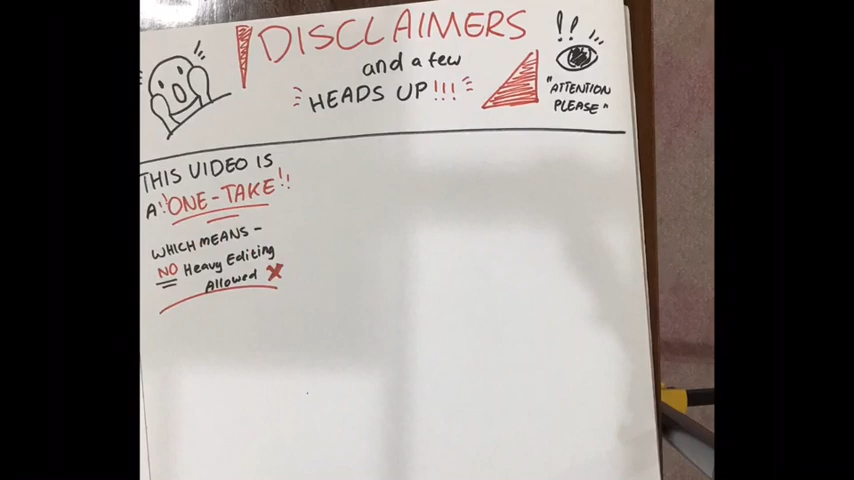 DISCLAIMERS
and a few
HEADS UP!!!
!!
"ATTENTION
PLEASE"
THIS VIDEO IS
A !!ONE-TAKE!!
WHICH MEANS -
NO Heavy Editing
Allowed X